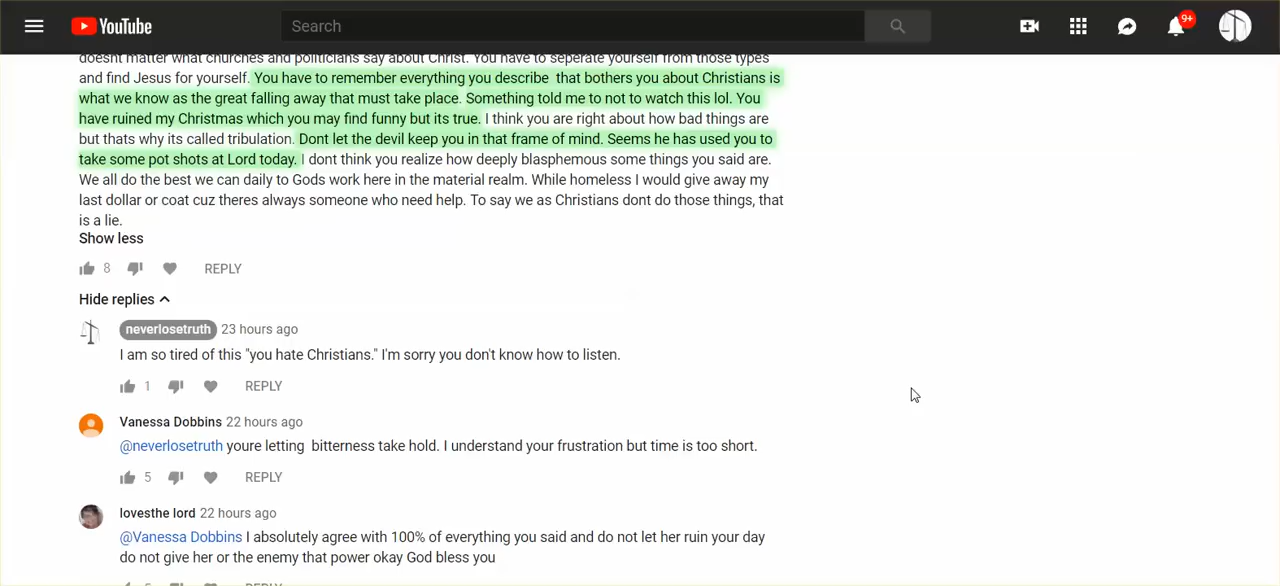 YouTube
Search
9+
doesnt matter what churches and politicians say about Christ. You have to seperate yourself from those types
and find Jesus for yourself. You have to remember everything you describe  that bothers you about Christians is
what we know as the great falling away that must take place. Something told me to not to watch this lol. You
have ruined my Christmas which you may find funny but its true. I think you are right about how bad things are
but thats why its called tribulation. Dont let the devil keep you in that frame of mind. Seems he has used you to
take some pot shots at Lord today. I dont think you realize how deeply blasphemous some things you said are.
We all do the best we can daily to Gods work here in the material realm. While homeless I would give away my
last dollar or coat cuz theres always someone who need help. To say we as Christians dont do those things, that
is a lie.
Show less
8 REPLY
Hide replies
neverlosetruth 23 hours ago
I am so tired of this "you hate Christians." I'm sorry you don't know how to listen.
1 REPLY
Vanessa Dobbins 22 hours ago
@neverlosetruth youre letting  bitterness take hold. I understand your frustration but time is too short.
5 REPLY
lovesthe lord 22 hours ago
@Vanessa Dobbins I absolutely agree with 100% of everything you said and do not let her ruin your day
do not give her or the enemy that power okay God bless you